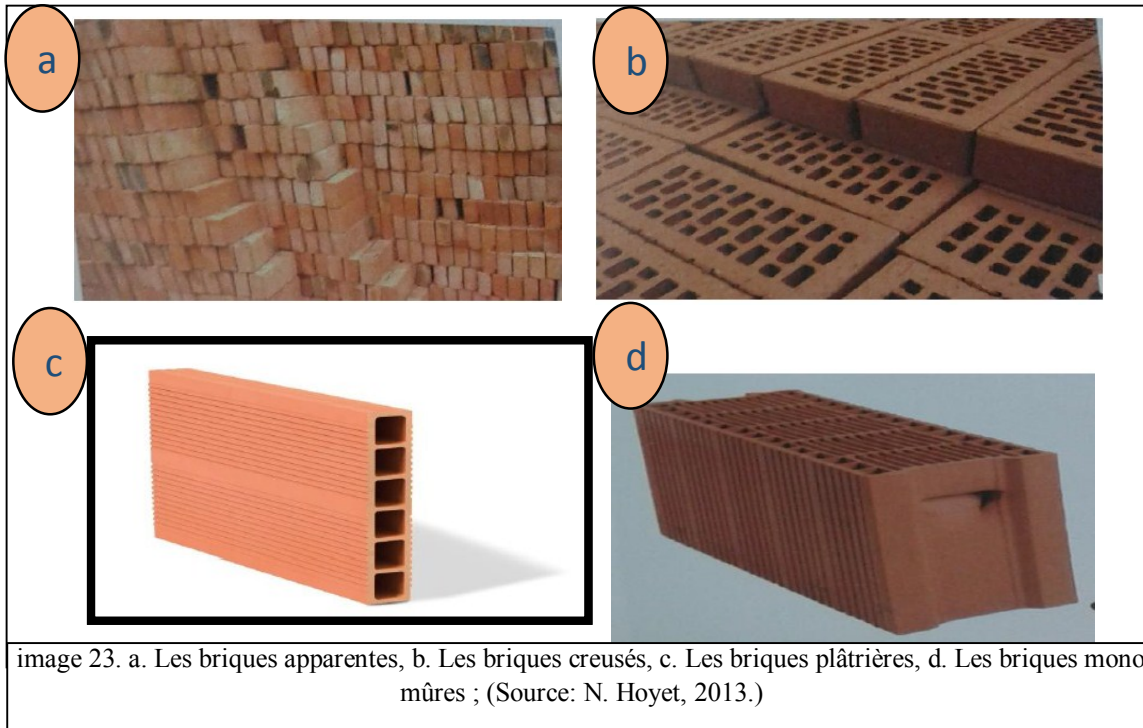 a
b
c
d
image 23. a. Les briques apparentes, b. Les briques creusés, c. Les briques plâtrières, d. Les briques mono
mûres ; (Source: N. Hoyet, 2013.)